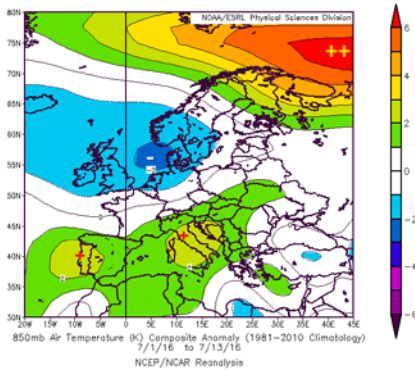 NOAA/ESRL Physical Sciences Division
80N
75N
70N
65N
60N
55N
50N
45N
40N
35N
30N
20W 15W 10W 5W 0 5E 10E 15E 20E 25E 30E 35E 40E 45E
6
4
2
0
-2
-4
-6
850mb Air Temperature (K) Composite Anomaly (1981-2010 Climatology)
7/1/16 to 7/13/16
NCEP/NCAR Reanalysis